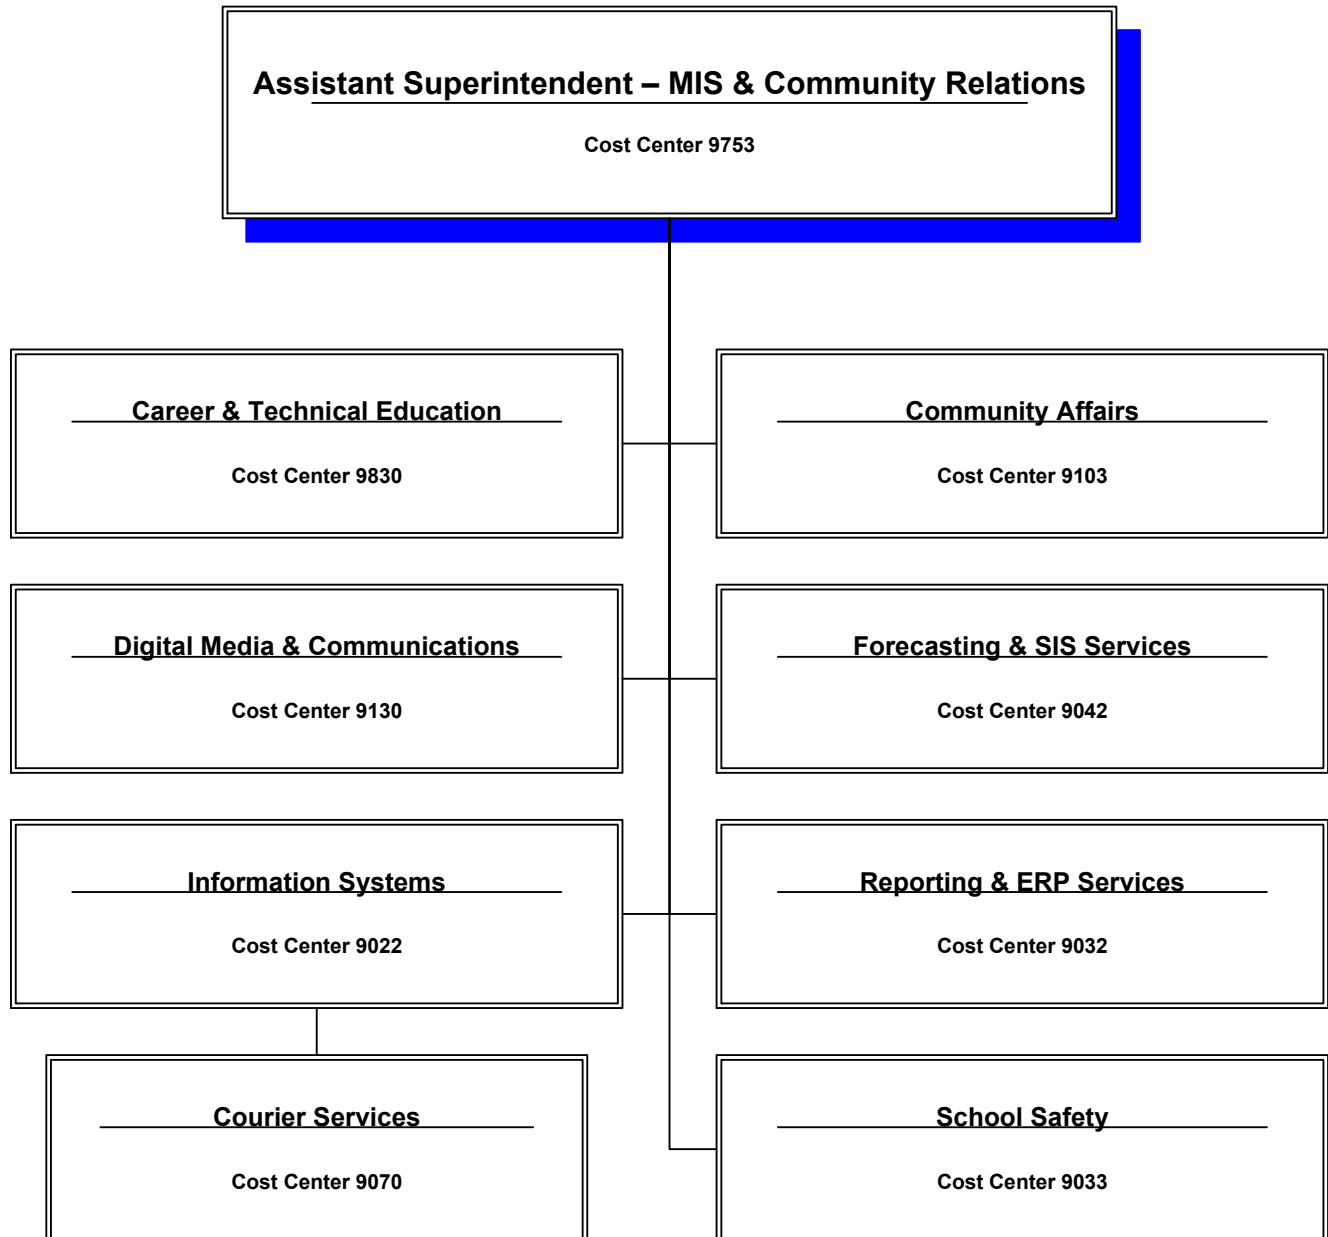 Assistant Superintendent – MIS & Community Relations
Cost Center 9753
Career & Technical Education
Cost Center 9830
Community Affairs
Cost Center 9103
Digital Media & Communications
Cost Center 9130
Forecasting & SIS Services
Cost Center 9042
Information Systems
Cost Center 9022
Reporting & ERP Services
Cost Center 9032
Courier Services
Cost Center 9070
School Safety
Cost Center 9033